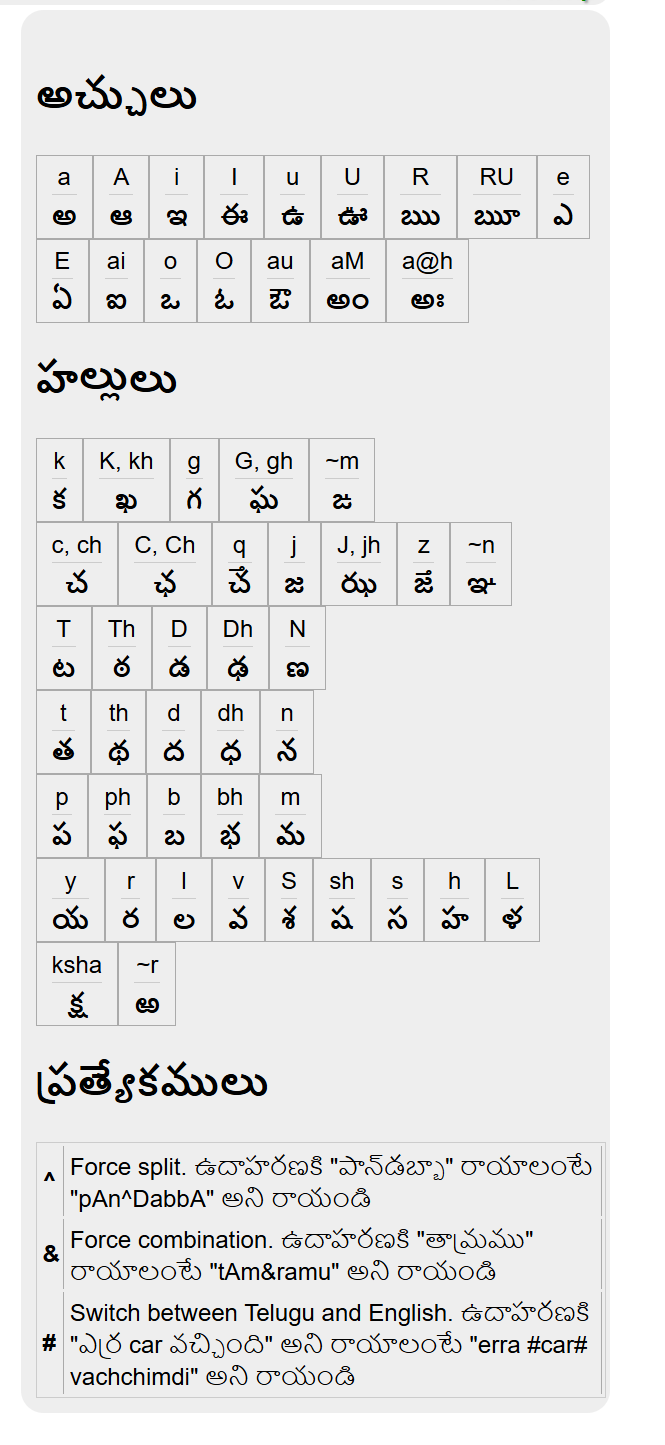 అచ్చులు
a A i I u U R RU e
అ ఆ ఇ ఈ ఉ ఊ ఋ ౠ ఎ
E ai o O au aM a@h
ఏ ఐ ఒ ఓ ఔ అం అః
హల్లులు
k K, kh g G, gh ~m
క ఖ గ ఘ ఙ
c, ch C, Ch q j J, jh z ~n
చ ఛ చే జ ఝ జే ఞ
T Th D Dh N
ట ఠ డ ఢ ణ
t th d dh n
త థ ద ధ న
p ph b bh m
ప ఫ బ భ మ
y r l v S sh s h L
య ర ల వ శ ష స హ ళ
ksha ~r
క్ష ఱ
ప్రత్యేకములు
^ Force split. ఉదాహరణకి "పాన్‌డబ్బా" రాయాలంటే
"pAn^DabbA" అని రాయండి
& Force combination. ఉదాహరణకి "తామ్రము"
రాయాలంటే "tAm&ramu" అని రాయండి
# Switch between Telugu and English. ఉదాహరణకి
"ఎర్ర car వచ్చింది" అని రాయాలంటే "erra #car#
vachchimdi" అని రాయండి